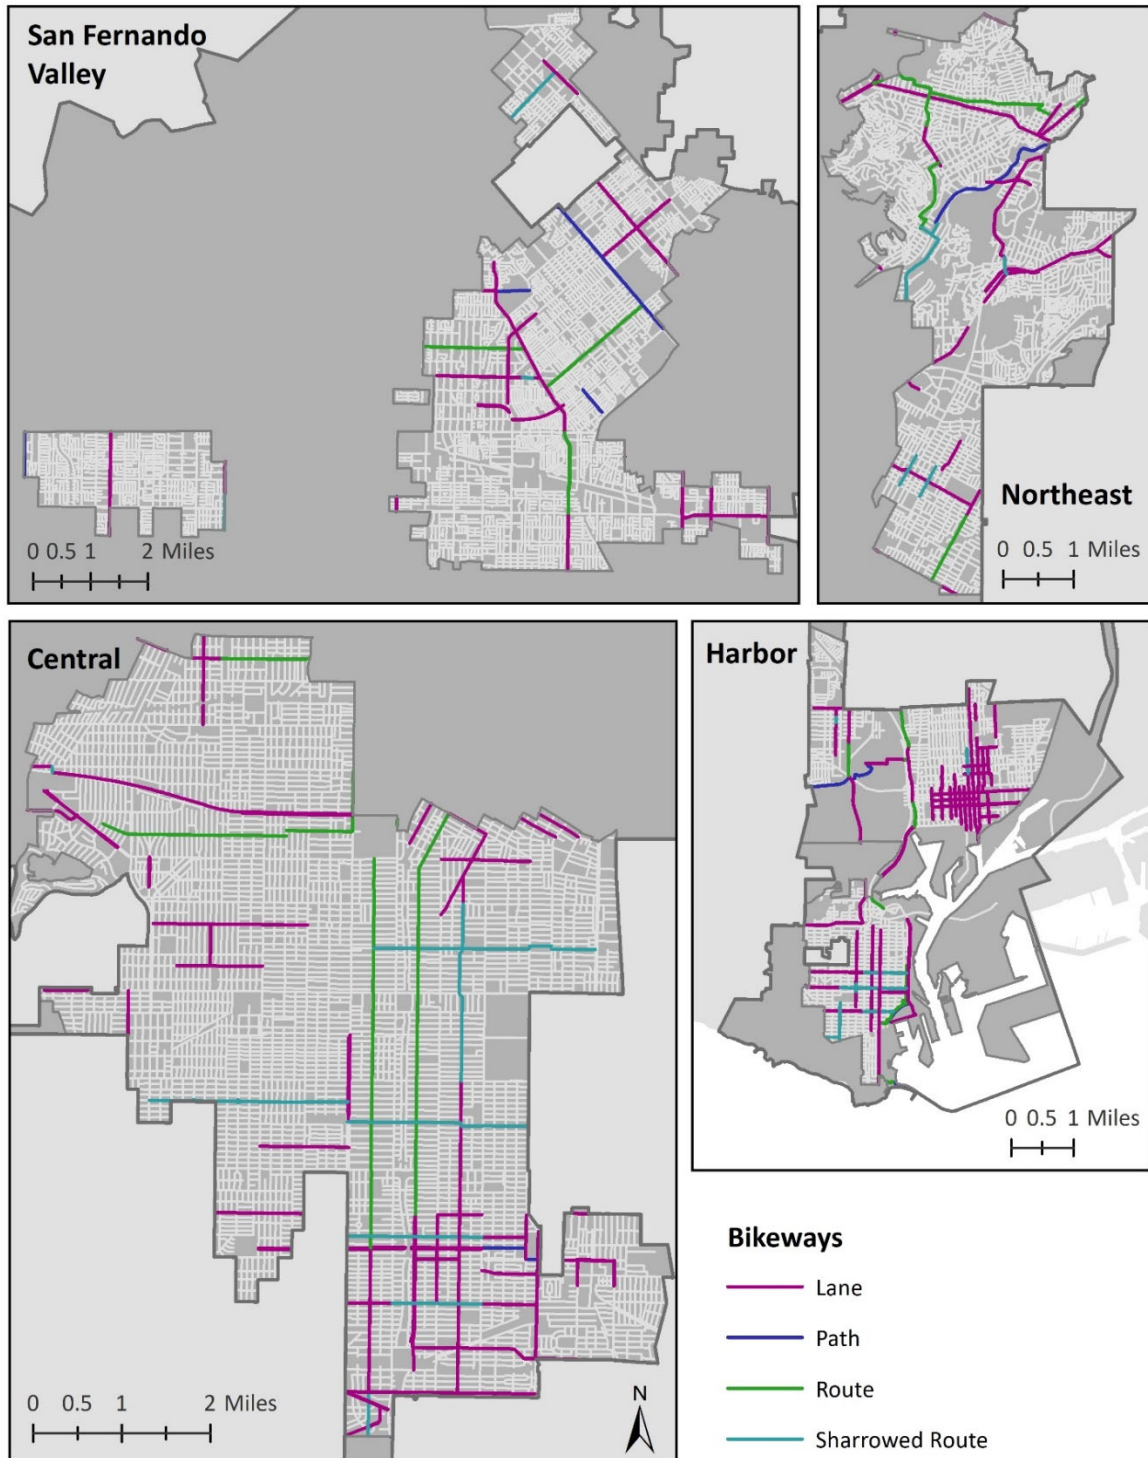 San Fernando
Valley
0 0.5 1 2 Miles
Northeast
0 0.5 1 Miles
Central
0 0.5 1 2 Miles
N
Harbor
0 0.5 1 Miles
Bikeways
Lane
Path
Route
Sharrowed Route